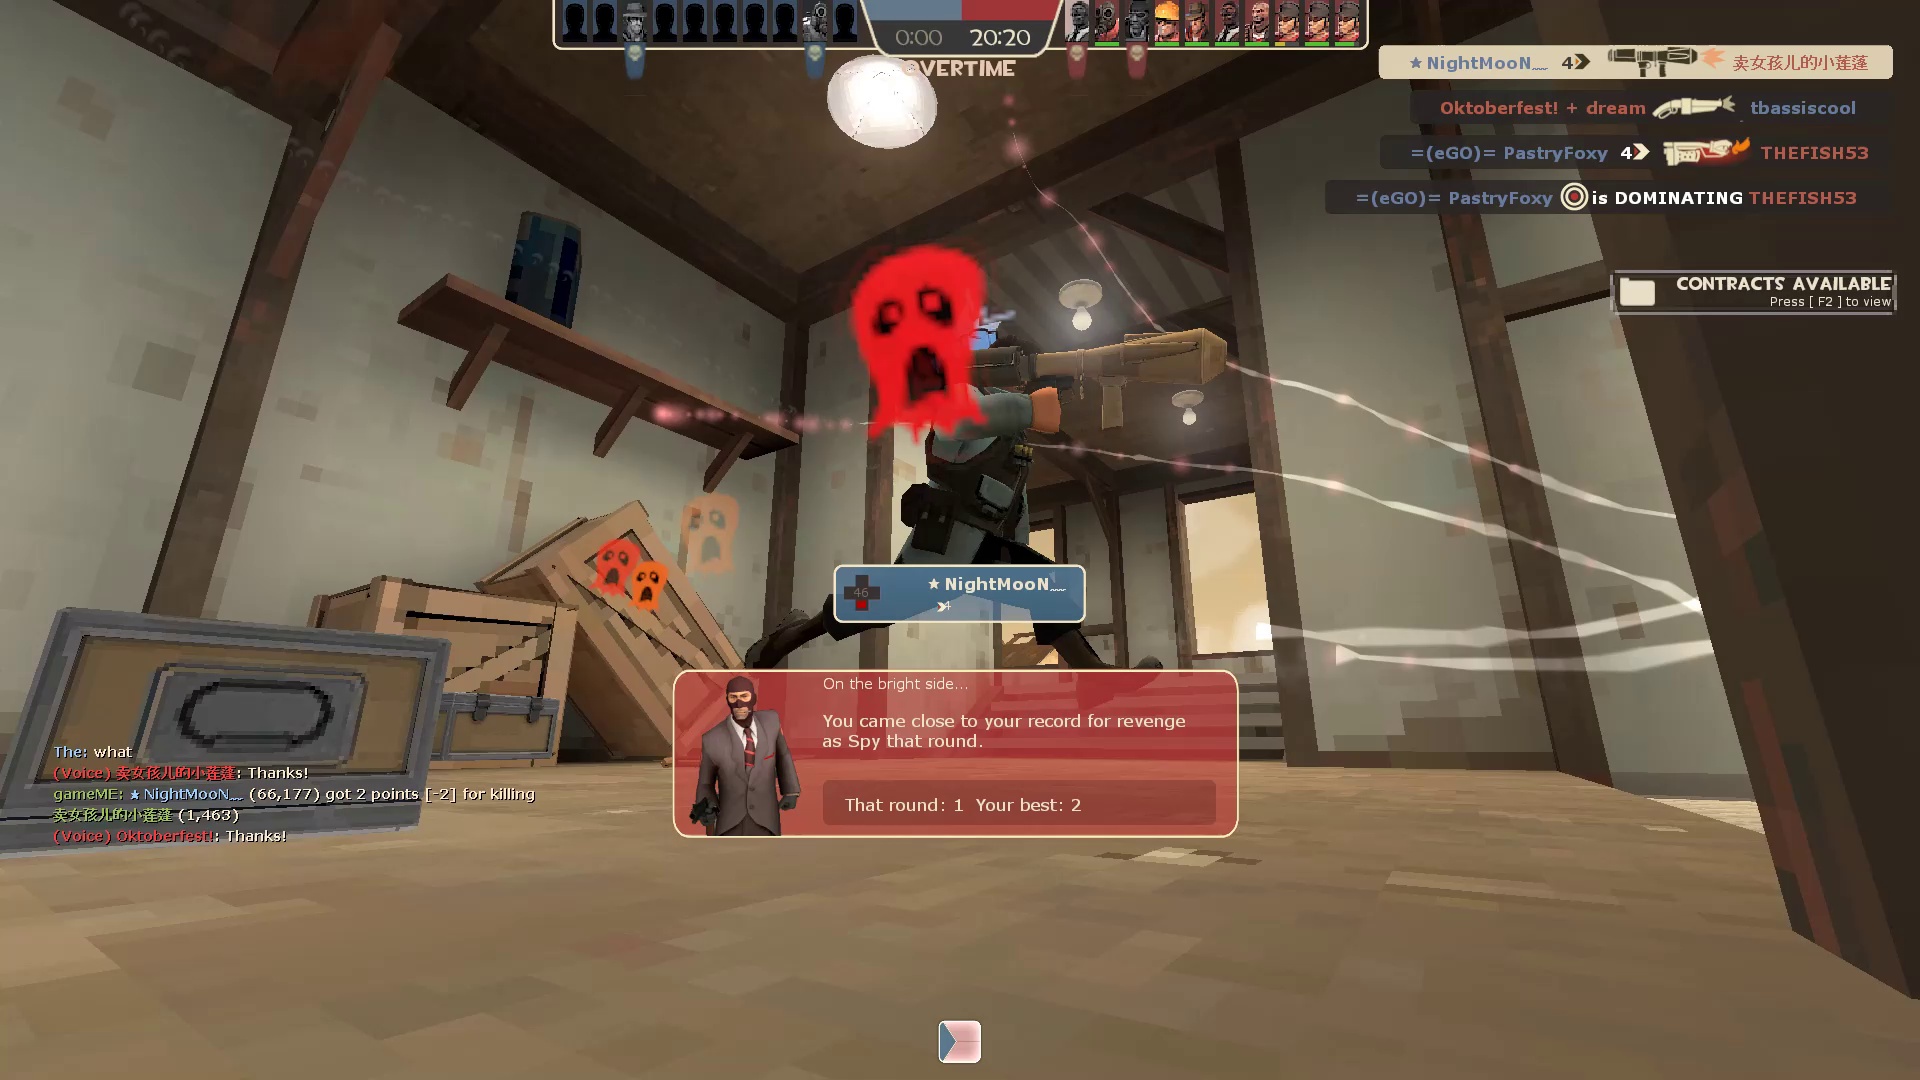 0:00 20:20
OVERTIME
★ NightMooN﹏ 4 卖女孩儿的小莲蓬
Oktoberfest! + dream tbassiscool
=(eGO)= PastryFoxy 4 THEFISH53
=(eGO)= PastryFoxy is DOMINATING THEFISH53
CONTRACTS AVAILABLE
Press [ F2 ] to view
46 ★ NightMooN﹏
4
On the bright side...
You came close to your record for revenge
as Spy that round.
That round: 1 Your best: 2
The: what
(Voice) 卖女孩儿的小莲蓬: Thanks!
gameME: ★ NightMooN﹏ (66,177) got 2 points [-2] for killing
卖女孩儿的小莲蓬 (1,463)
(Voice) Oktoberfest!: Thanks!